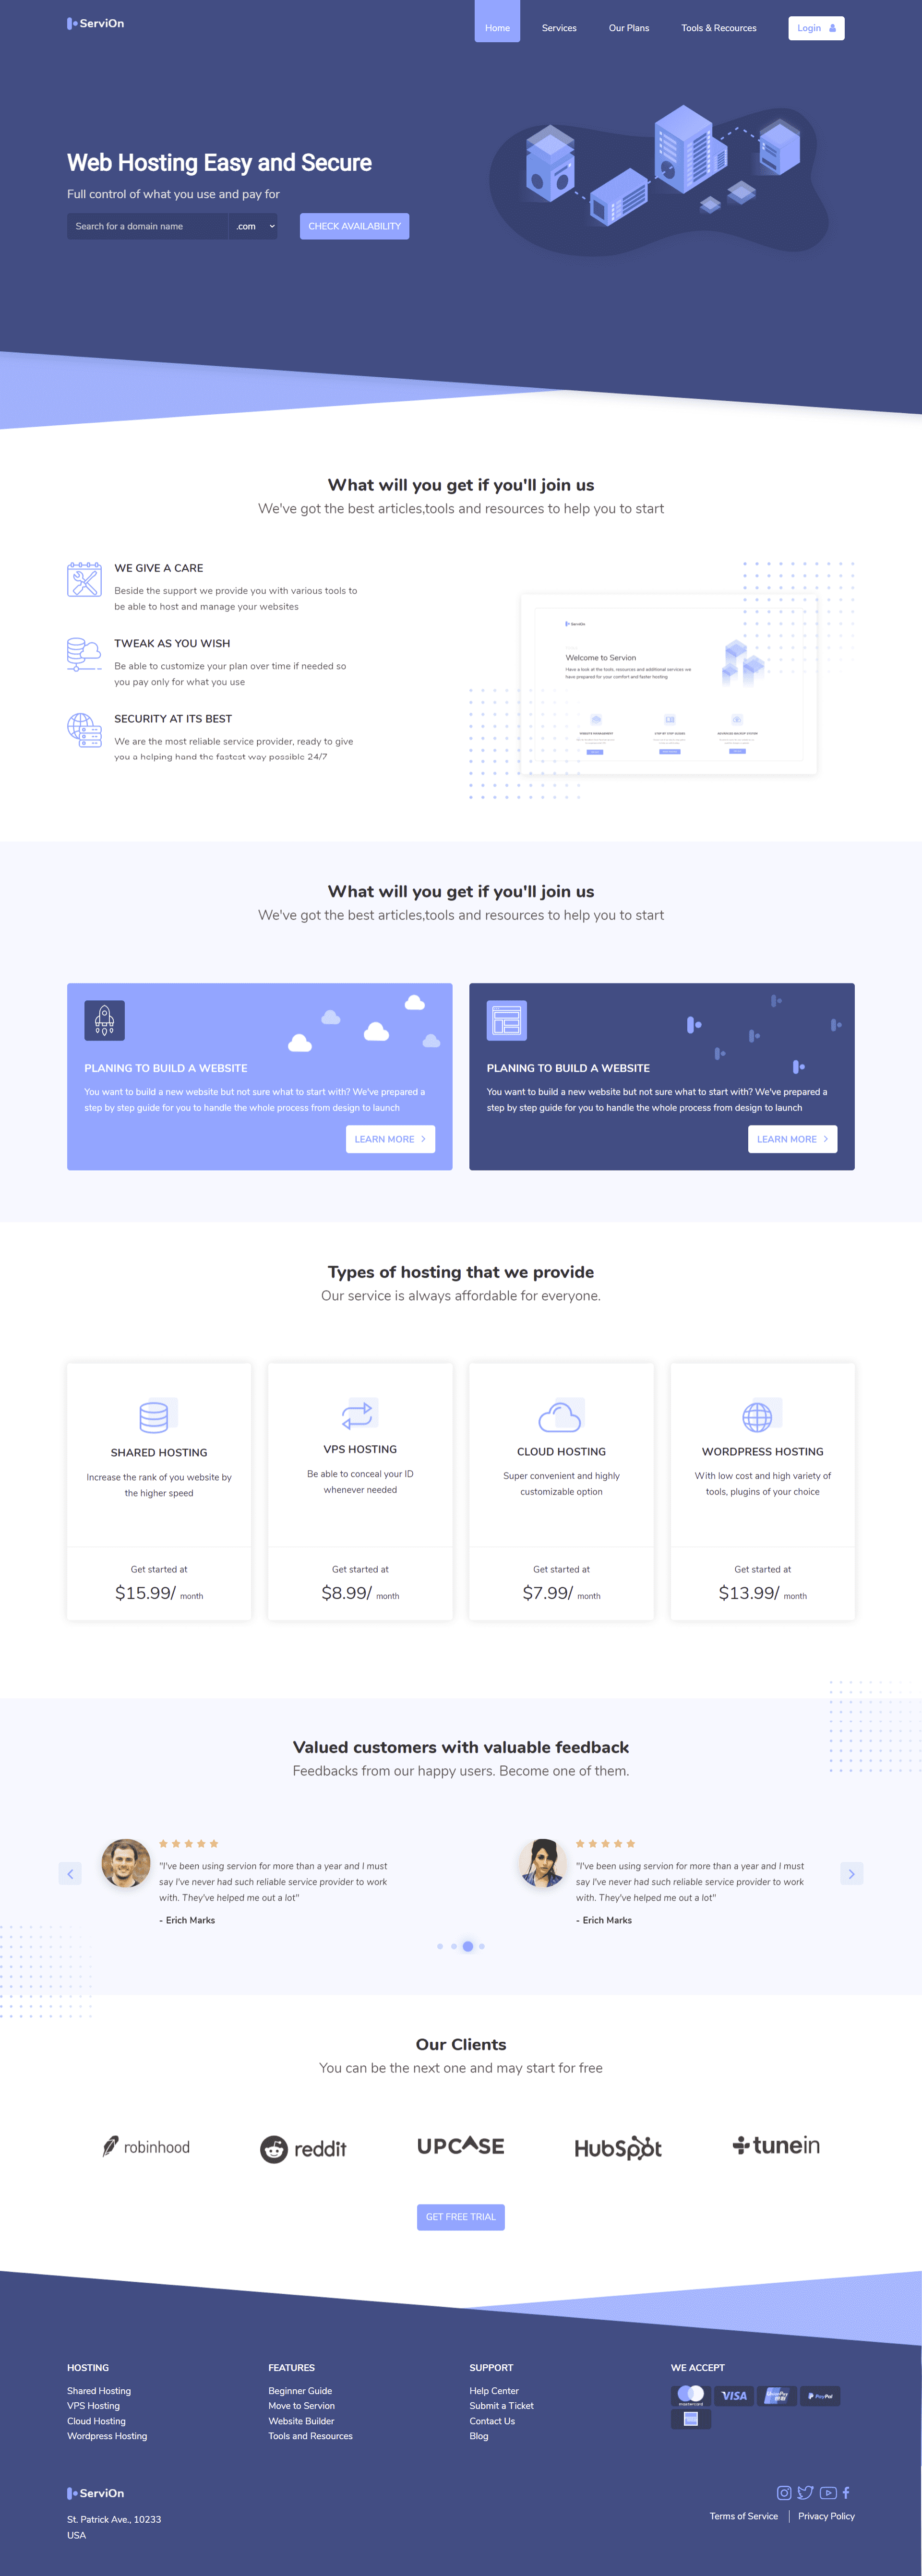 ServiOn
Home Services Our Plans Tools & Recources Login
Web Hosting Easy and Secure
Full control of what you use and pay for
Search for a domain name .com CHECK AVAILABILITY
What will you get if you'll join us
We've got the best articles,tools and resources to help you to start
WE GIVE A CARE
Beside the support we provide you with various tools to
be able to host and manage your websites
TWEAK AS YOU WISH
Be able to customize your plan over time if needed so
you pay only for what you use
SECURITY AT ITS BEST
We are the most reliable service provider, ready to give
you a helping hand the fastest way possible 24/7
ServiOn
Welcome to Servion
Have a look at the tools, resources and additional services we
have prepared for your comfort and faster hosting
What will you get if you'll join us
We've got the best articles,tools and resources to help you to start
PLANING TO BUILD A WEBSITE
You want to build a new website but not sure what to start with? We've prepared a
step by step guide for you to handle the whole process from design to launch
LEARN MORE
PLANING TO BUILD A WEBSITE
You want to build a new website but not sure what to start with? We've prepared a
step by step guide for you to handle the whole process from design to launch
LEARN MORE
Types of hosting that we provide
Our service is always affordable for everyone.
SHARED HOSTING
Increase the rank of you website by
the higher speed
Get started at
$15.99/ month
VPS HOSTING
Be able to conceal your ID
whenever needed
Get started at
$8.99/ month
CLOUD HOSTING
Super convenient and highly
customizable option
Get started at
$7.99/ month
WORDPRESS HOSTING
With low cost and high variety of
tools, plugins of your choice
Get started at
$13.99/ month
Valued customers with valuable feedback
Feedbacks from our happy users. Become one of them.
"I've been using servion for more than a year and I must
say I've never had such reliable service provider to work
with. They've helped me out a lot"
- Erich Marks
"I've been using servion for more than a year and I must
say I've never had such reliable service provider to work
with. They've helped me out a lot"
- Erich Marks
Our Clients
You can be the next one and may start for free
robinhood reddit UPCASE HubSpot tunein
GET FREE TRIAL
HOSTING
Shared Hosting
VPS Hosting
Cloud Hosting
Wordpress Hosting
FEATURES
Beginner Guide
Move to Servion
Website Builder
Tools and Resources
SUPPORT
Help Center
Submit a Ticket
Contact Us
Blog
WE ACCEPT
mastercard VISA PayPal
ServiOn
St. Patrick Ave., 10233
USA
Terms of Service Privacy Policy